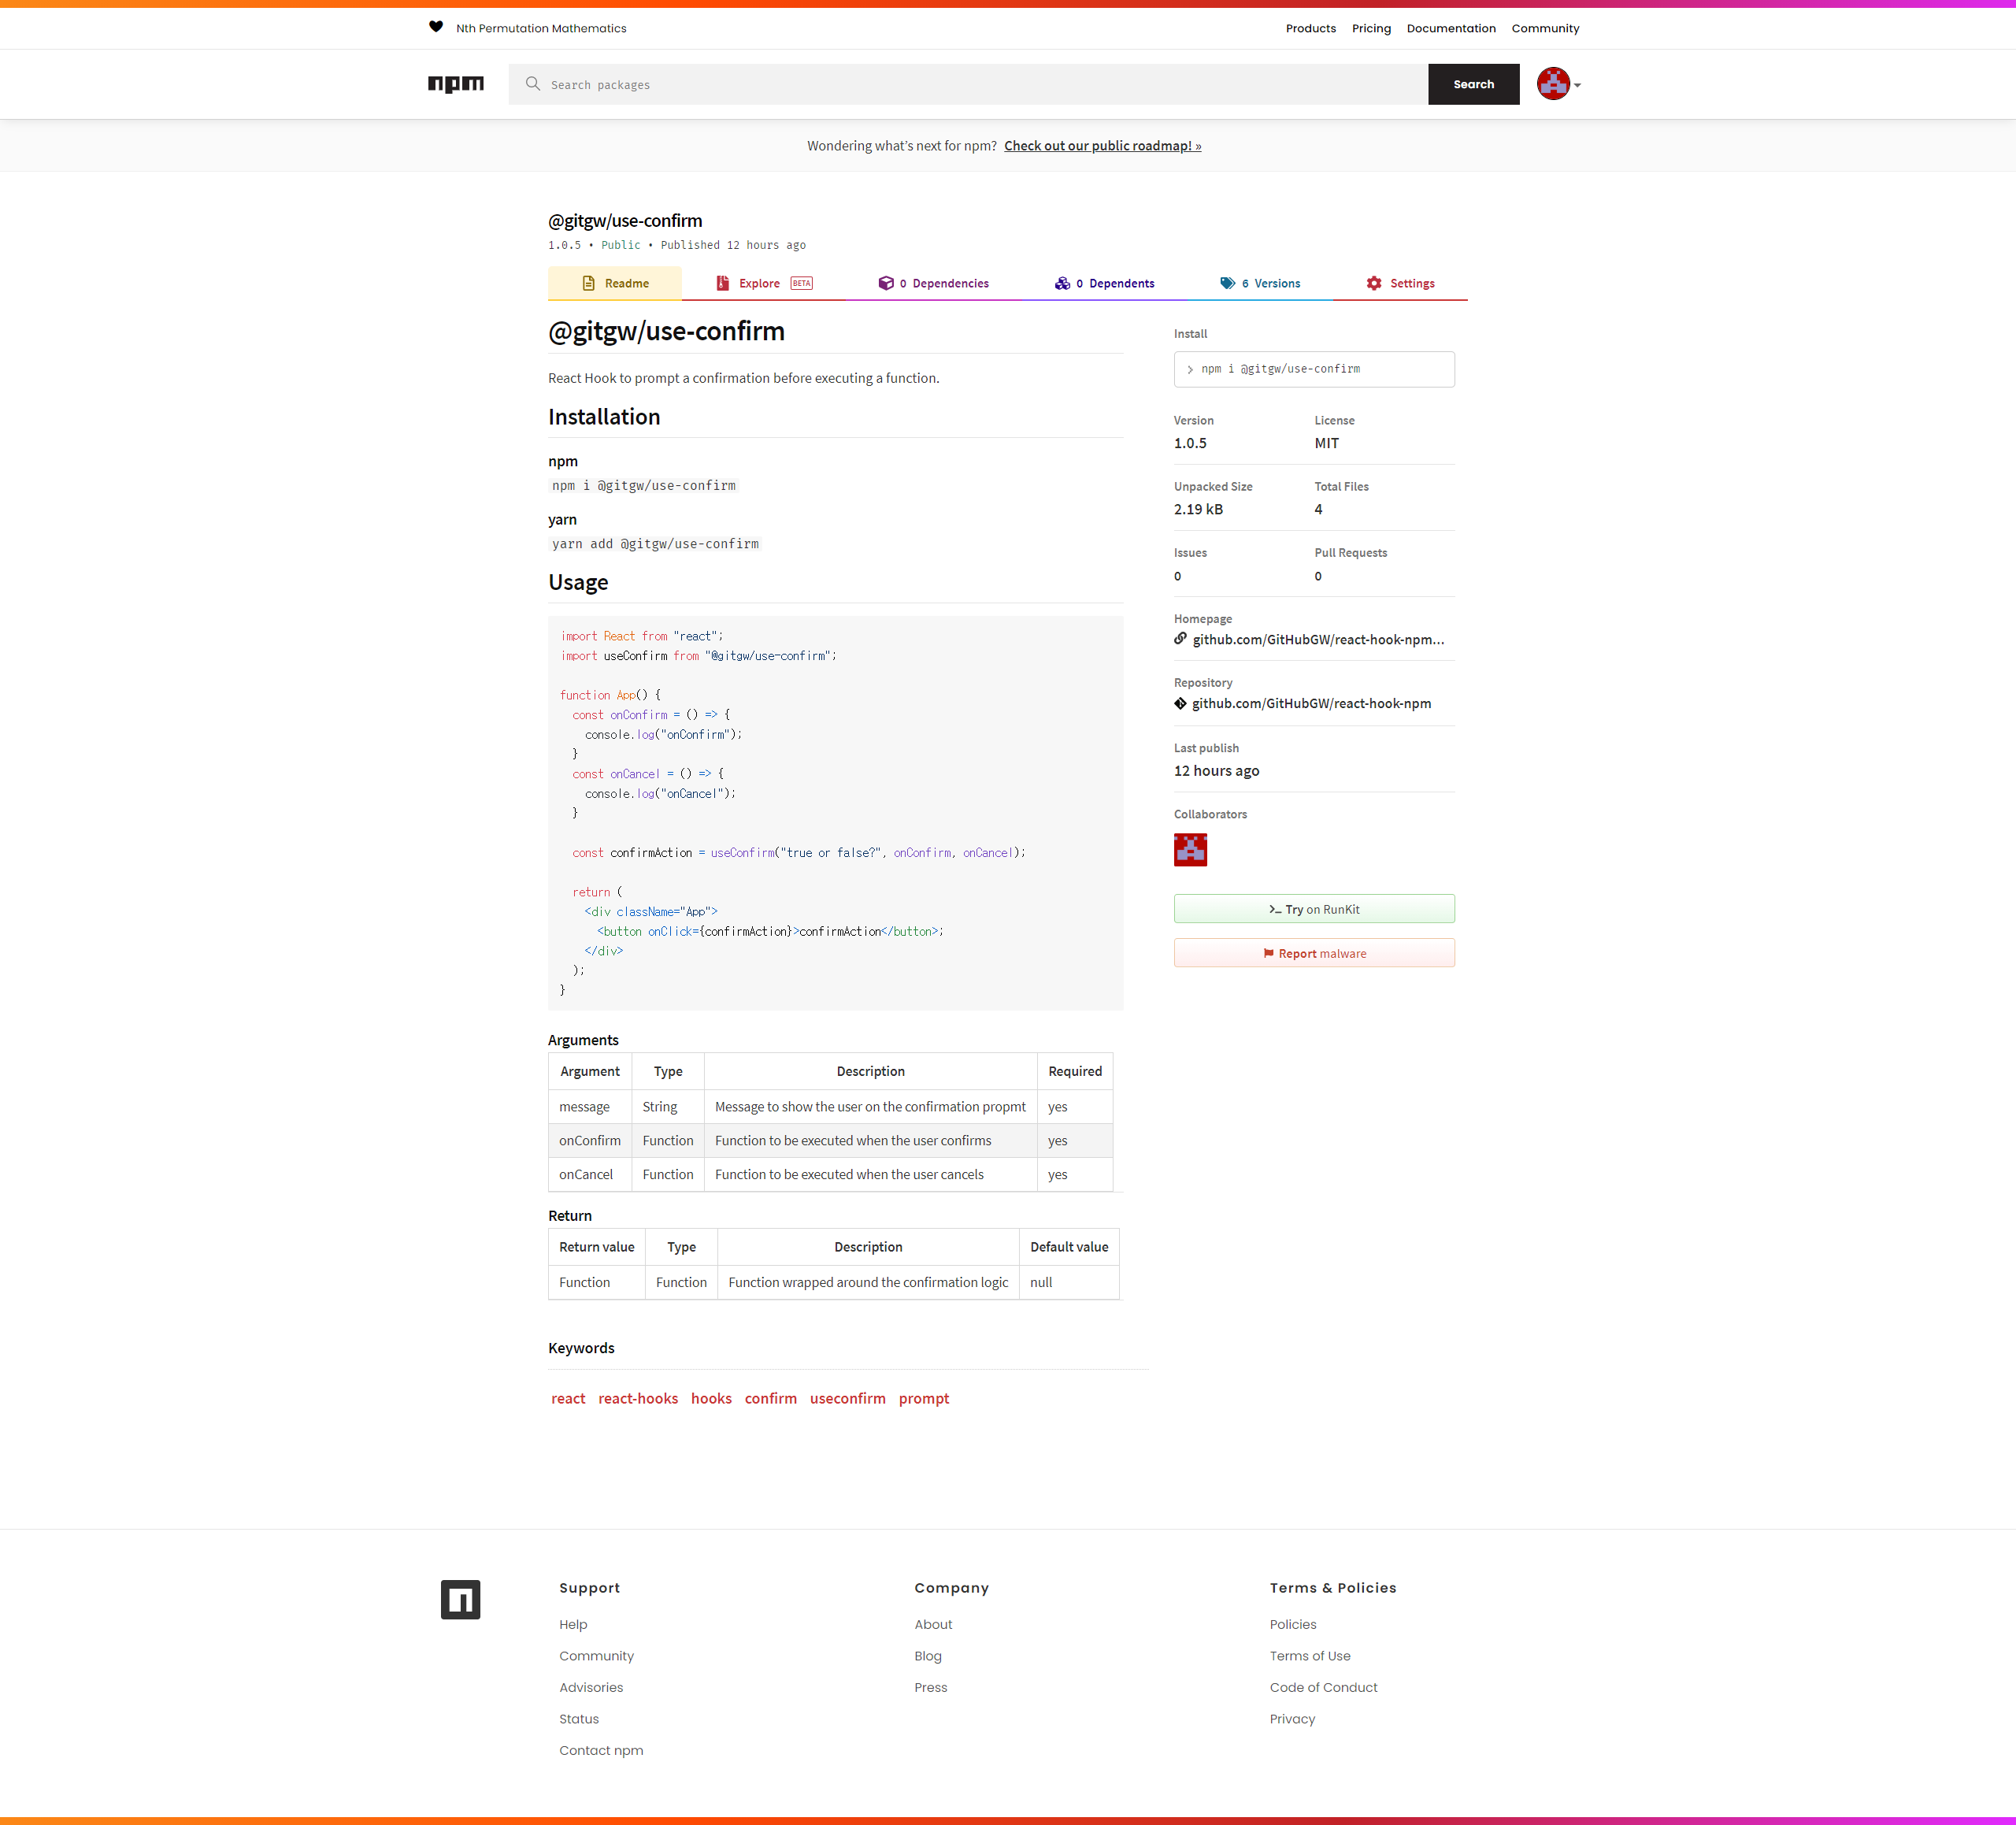 Nth Permutation Mathematics
Products Pricing Documentation Community
npm
Search packages
Search
Wondering what's next for npm? Check out our public roadmap! »
@gitgw/use-confirm
1.0.5 • Public • Published 12 hours ago
Readme
Explore BETA
0 Dependencies
0 Dependents
6 Versions
Settings
@gitgw/use-confirm
React Hook to prompt a confirmation before executing a function.
Installation
npm
npm i @gitgw/use-confirm
yarn
yarn add @gitgw/use-confirm
Usage
import React from "react";
import useConfirm from "@gitgw/use-confirm";
function App() {
  const onConfirm = () => {
    console.log("onConfirm");
  }
  const onCancel = () => {
    console.log("onCancel");
  }
  const confirmAction = useConfirm("true or false?", onConfirm, onCancel);
  return (
    <div className="App">
      <button onClick={confirmAction}>confirmAction</button>;
    </div>
  );
}
Arguments
Argument Type Description Required
message String Message to show the user on the confirmation propmt yes
onConfirm Function Function to be executed when the user confirms yes
onCancel Function Function to be executed when the user cancels yes
Return
Return value Type Description Default value
Function Function Function wrapped around the confirmation logic null
Keywords
react react-hooks hooks confirm useconfirm prompt
Install
npm i @gitgw/use-confirm
Version License
1.0.5 MIT
Unpacked Size Total Files
2.19 kB 4
Issues Pull Requests
0 0
Homepage
github.com/GitHubGW/react-hook-npm...
Repository
github.com/GitHubGW/react-hook-npm
Last publish
12 hours ago
Collaborators
Try on RunKit
Report malware
Support
Help
Community
Advisories
Status
Contact npm
Company
About
Blog
Press
Terms & Policies
Policies
Terms of Use
Code of Conduct
Privacy